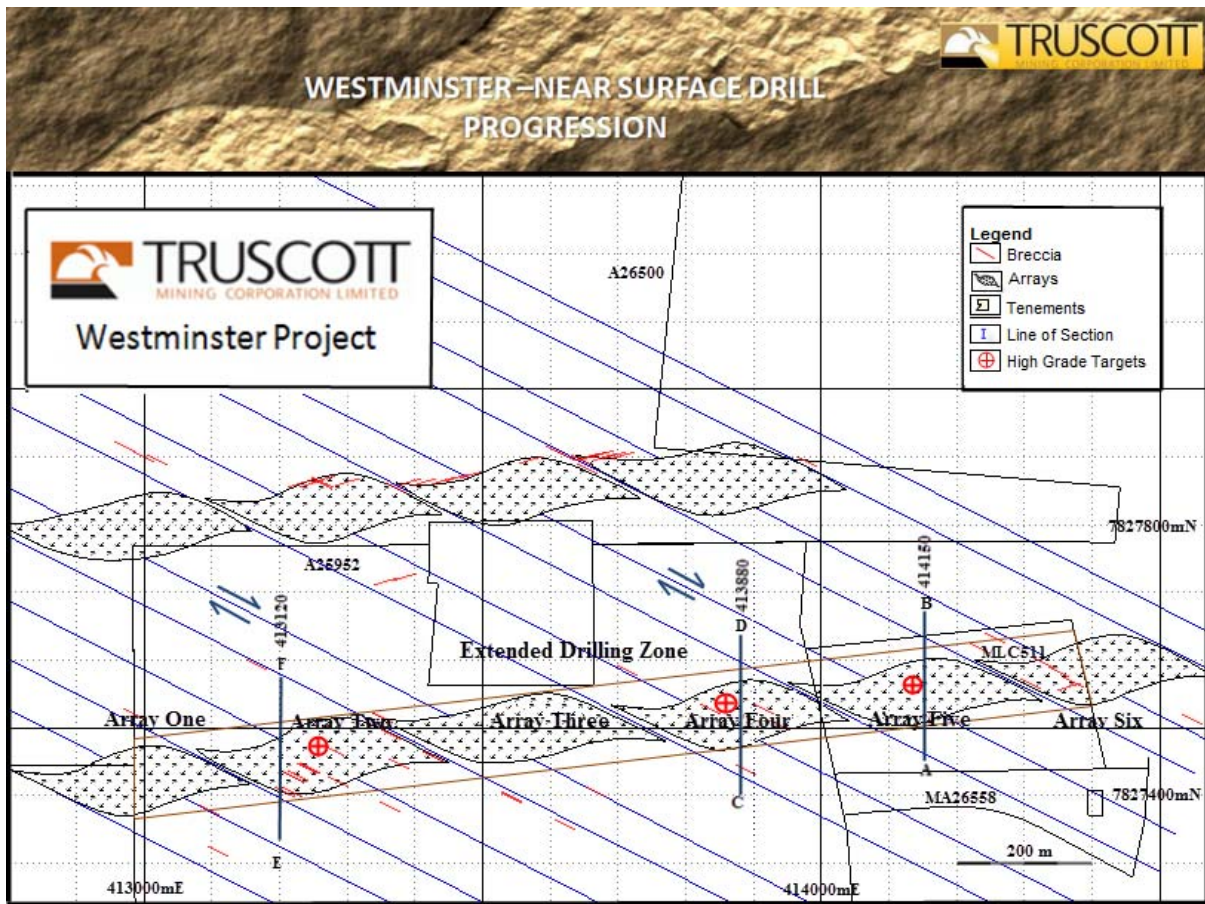 TRUSCOTT
MINING CORPORATION LIMITED
WESTMINSTER –NEAR SURFACE DRILL
PROGRESSION
TRUSCOTT
MINING CORPORATION LIMITED
Westminster Project
Legend
Breccia
Arrays
Tenements
I Line of Section
High Grade Targets
A26500
7827800mN
A25952
413120
F
413880
D
414150
B
Extended Drilling Zone
MLC511
Array One
Array Two
Array Three
Array Four
Array Five
Array Six
A
C
E
MA26558
7827400mN
200 m
413000mE
414000mE